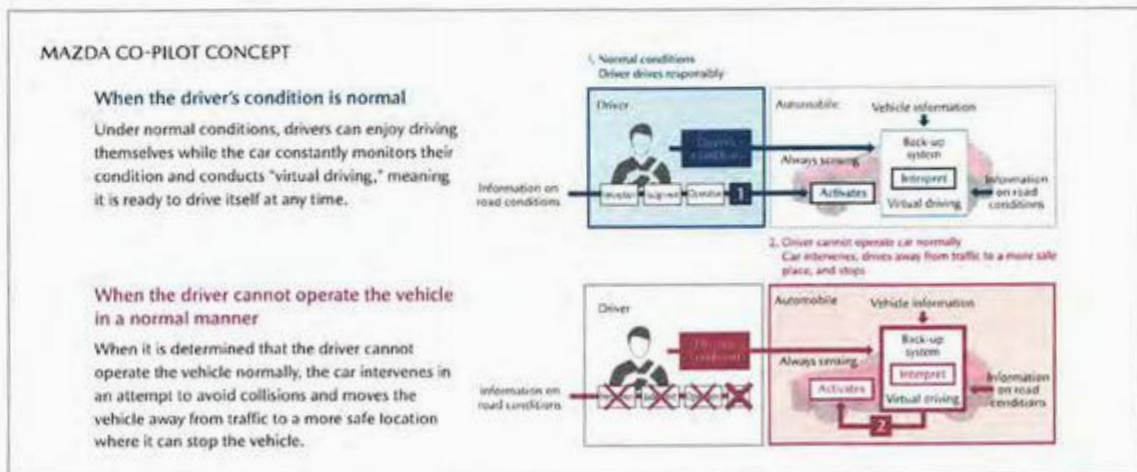 MAZDA CO-PILOT CONCEPT
When the driver's condition is normal
Under normal conditions, drivers can enjoy driving
themselves while the car constantly monitors their
condition and conducts "virtual driving," meaning
it is ready to drive itself at any time.
1. Normal conditions
Driver drives responsibly
Driver
Automobile
Vehicle information
Back-up
system
Always sensing
Interpret
Information on
road conditions
Operation
1
Activates
Virtual driving
Information
on road
conditions
2. Driver cannot operate car normally
Car intervenes, drives away from traffic to a more safe
place, and stops
When the driver cannot operate the vehicle
in a normal manner
When it is determined that the driver cannot
operate the vehicle normally, the car intervenes in
an attempt to avoid collisions and moves the
vehicle away from traffic to a more safe location
where it can stop the vehicle.
Driver
Automobile
Vehicle information
Back-up
system
Always sensing
Interpret
Information on
road conditions
Activates
Virtual driving
Information
on road
conditions
2